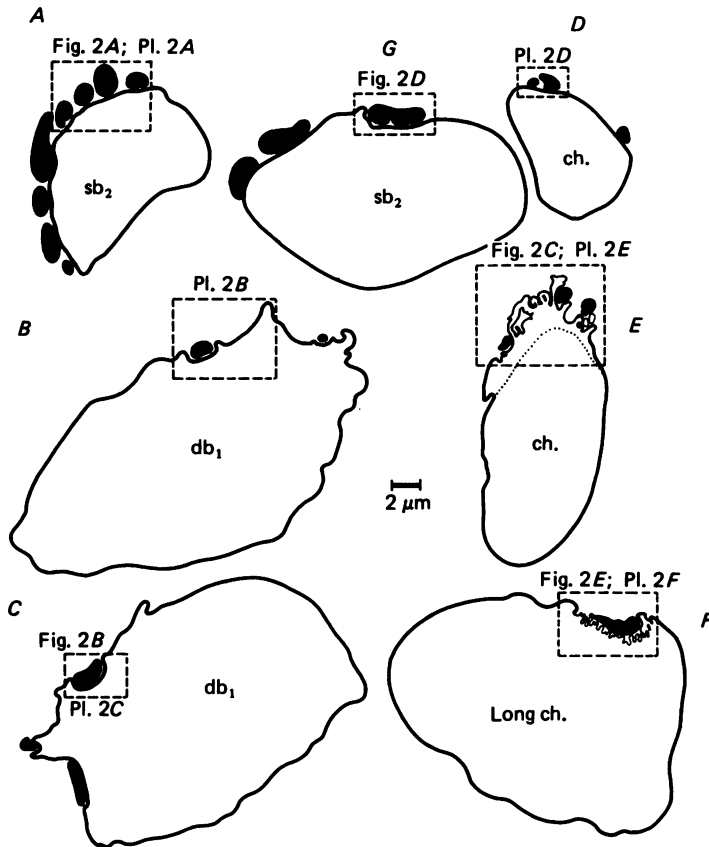 A
Fig. 2A; Pl. 2A
sb₂
G
Fig. 2D
sb₂
D
Pl. 2D
ch.
B
Pl. 2B
db₁
Fig. 2C; Pl. 2E
E
ch.
2 μm
C
Fig. 2B
Pl. 2C
db₁
Fig. 2E; Pl. 2F
F
Long ch.